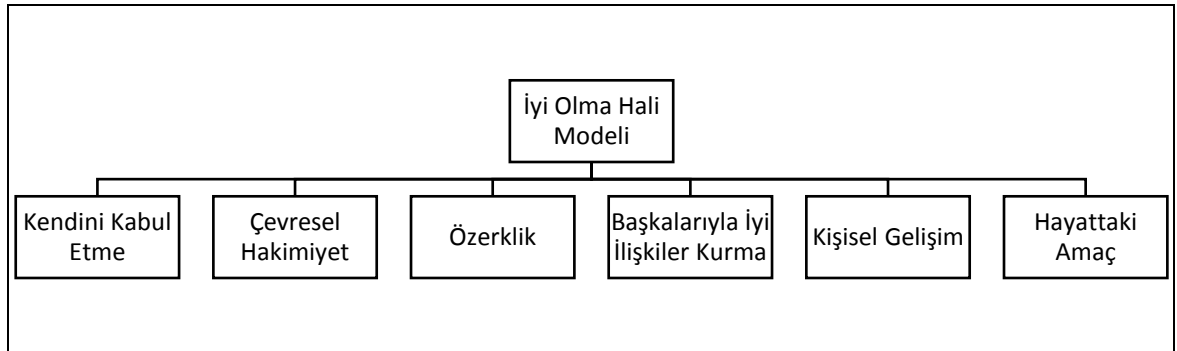 İyi Olma Hali
Modeli
Kendini Kabul
Etme
Çevresel
Hakimiyet
Özerklik
Başkalarıyla İyi
İlişkiler Kurma
Kişisel Gelişim
Hayattaki
Amaç